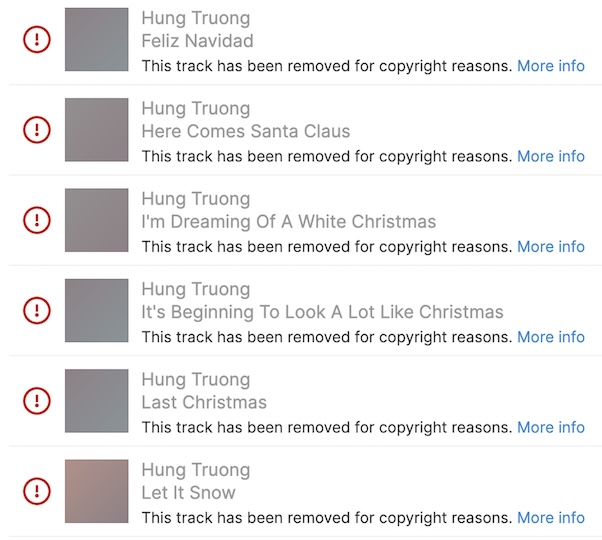 Hung Truong
Feliz Navidad
This track has been removed for copyright reasons. More info
Hung Truong
Here Comes Santa Claus
This track has been removed for copyright reasons. More info
Hung Truong
I'm Dreaming Of A White Christmas
This track has been removed for copyright reasons. More info
Hung Truong
It's Beginning To Look A Lot Like Christmas
This track has been removed for copyright reasons. More info
Hung Truong
Last Christmas
This track has been removed for copyright reasons. More info
Hung Truong
Let It Snow
This track has been removed for copyright reasons. More info